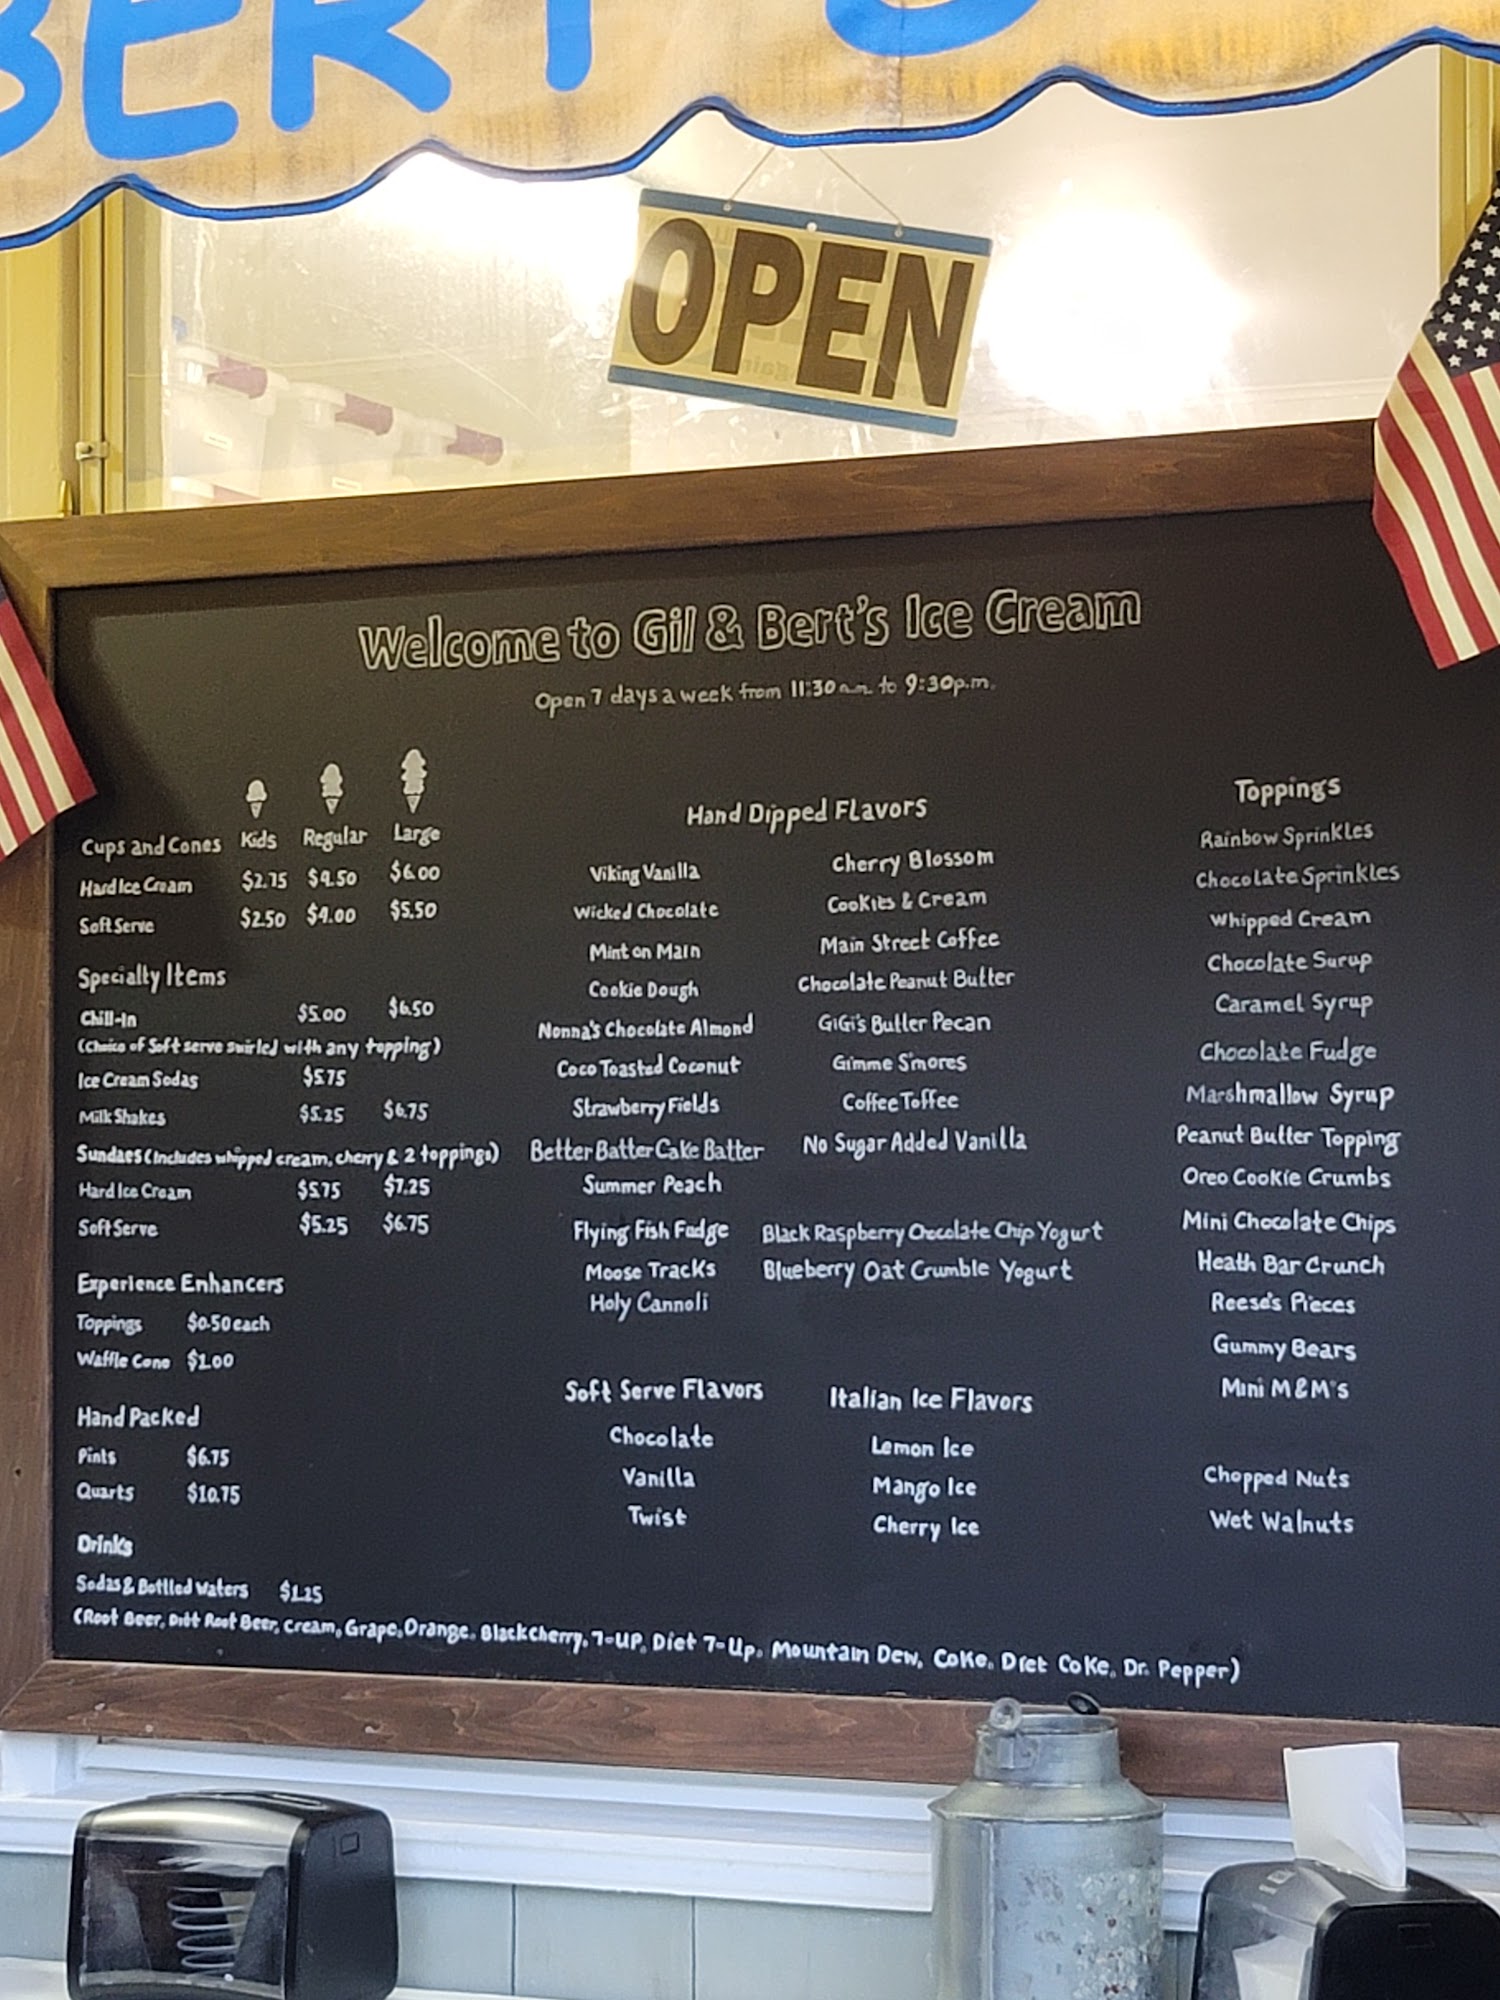 BERT'S
OPEN
Welcome to Gil & Bert's Ice Cream
Open 7 days a week from 11:30 a.m. to 9:30p.m.
Cups and Cones Kids Regular Large
Hard Ice Cream $2.75 $4.50 $6.00
Soft Serve $2.50 $4.00 $5.50
Specialty Items
Chill-In $5.00 $6.50
(Choice of Soft serve swirled with any topping)
Ice Cream Sodas $5.75
Milk Shakes $5.25 $6.75
Sundaes (Includes whipped cream, cherry & 2 toppings)
Hard Ice Cream $5.75 $7.25
Soft Serve $5.25 $6.75
Experience Enhancers
Toppings $0.50 each
Waffle Cone $1.00
Hand Packed
Pints $6.75
Quarts $10.75
Drinks
Sodas & Bottled Waters $1.25
(Root Beer, Diet Root Beer, Cream, Grape, Orange, Black cherry, 7-UP, Diet 7-Up, Mountain Dew, Coke, Diet Coke, Dr. Pepper)
Hand Dipped Flavors
Viking Vanilla
Wicked Chocolate
Mint on Main
Cookie Dough
Nonna's Chocolate Almond
Coco Toasted Coconut
Strawberry Fields
Better Batter Cake Batter
Summer Peach
Flying Fish Fudge
Moose Tracks
Holy Cannoli
Cherry Blossom
Cookies & Cream
Main Street Coffee
Chocolate Peanut Butter
GiGi's Butter Pecan
Gimme S'mores
Coffee Toffee
No Sugar Added Vanilla
Black Raspberry Chocolate Chip Yogurt
Blueberry Oat Crumble Yogurt
Soft Serve Flavors
Chocolate
Vanilla
Twist
Italian Ice Flavors
Lemon Ice
Mango Ice
Cherry Ice
Toppings
Rainbow Sprinkles
Chocolate Sprinkles
Whipped Cream
Chocolate Surup
Caramel Syrup
Chocolate Fudge
Marshmallow Syrup
Peanut Butter Topping
Oreo Cookie Crumbs
Mini Chocolate Chips
Heath Bar Crunch
Reese's Pieces
Gummy Bears
Mini M&M's
Chopped Nuts
Wet Walnuts